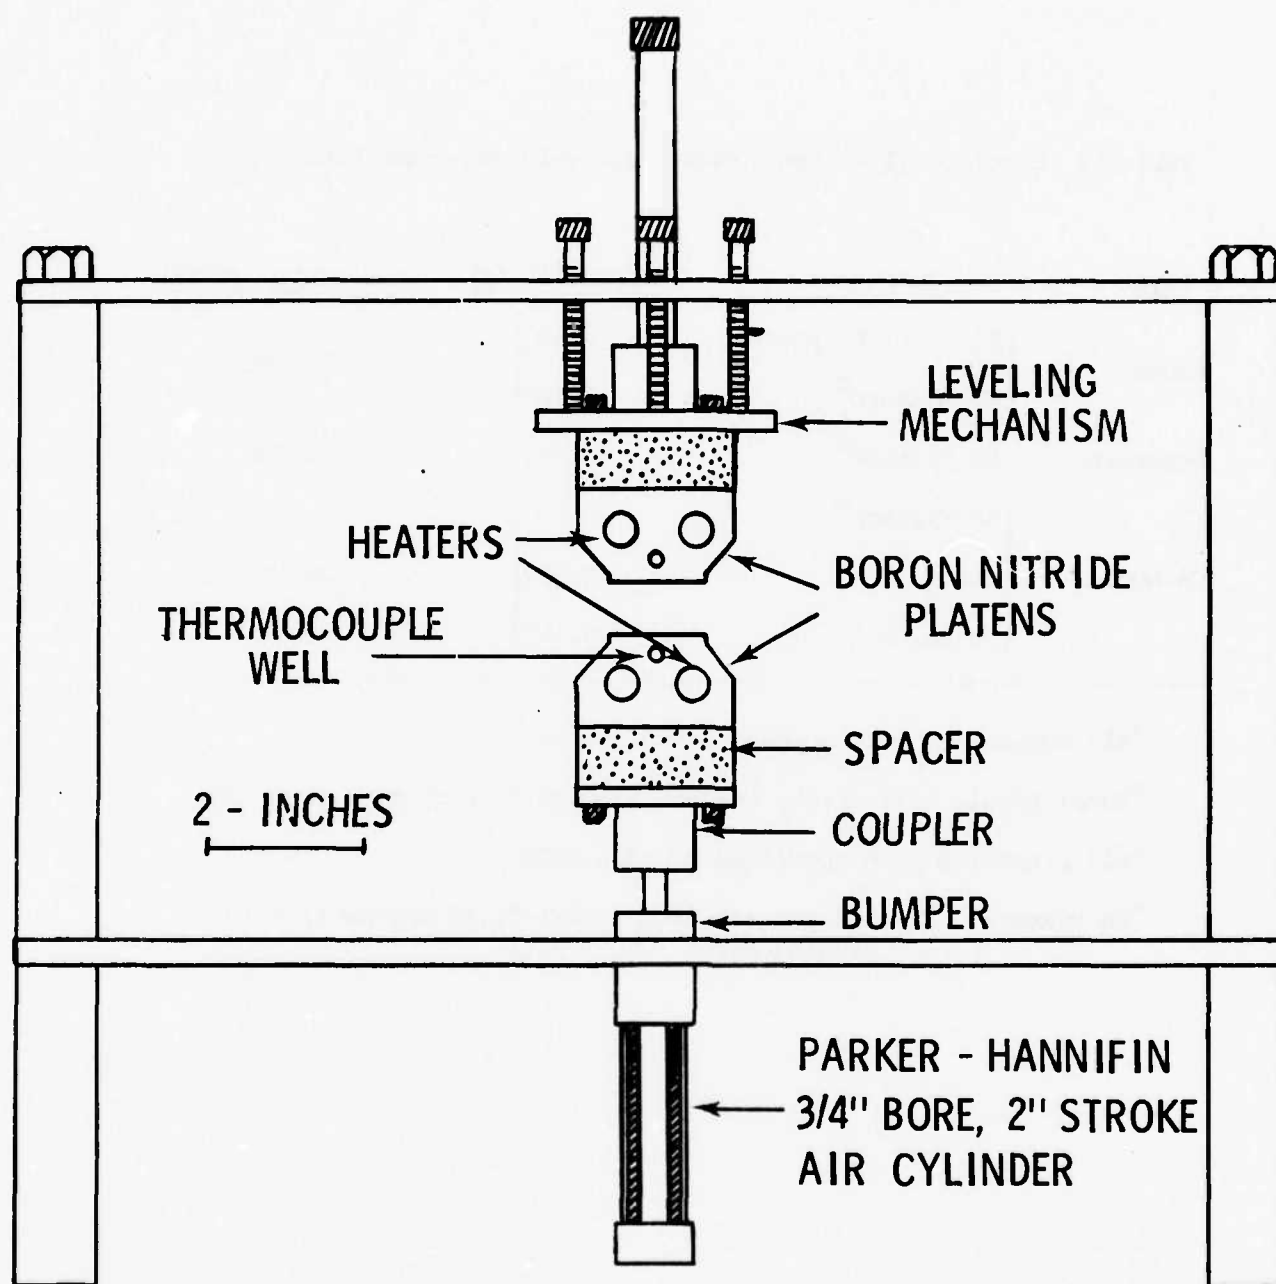 LEVELING
MECHANISM
HEATERS
BORON NITRIDE
PLATENS
THERMOCOUPLE
WELL
SPACER
2 - INCHES
COUPLER
BUMPER
PARKER - HANNIFIN
3/4" BORE, 2" STROKE
AIR CYLINDER